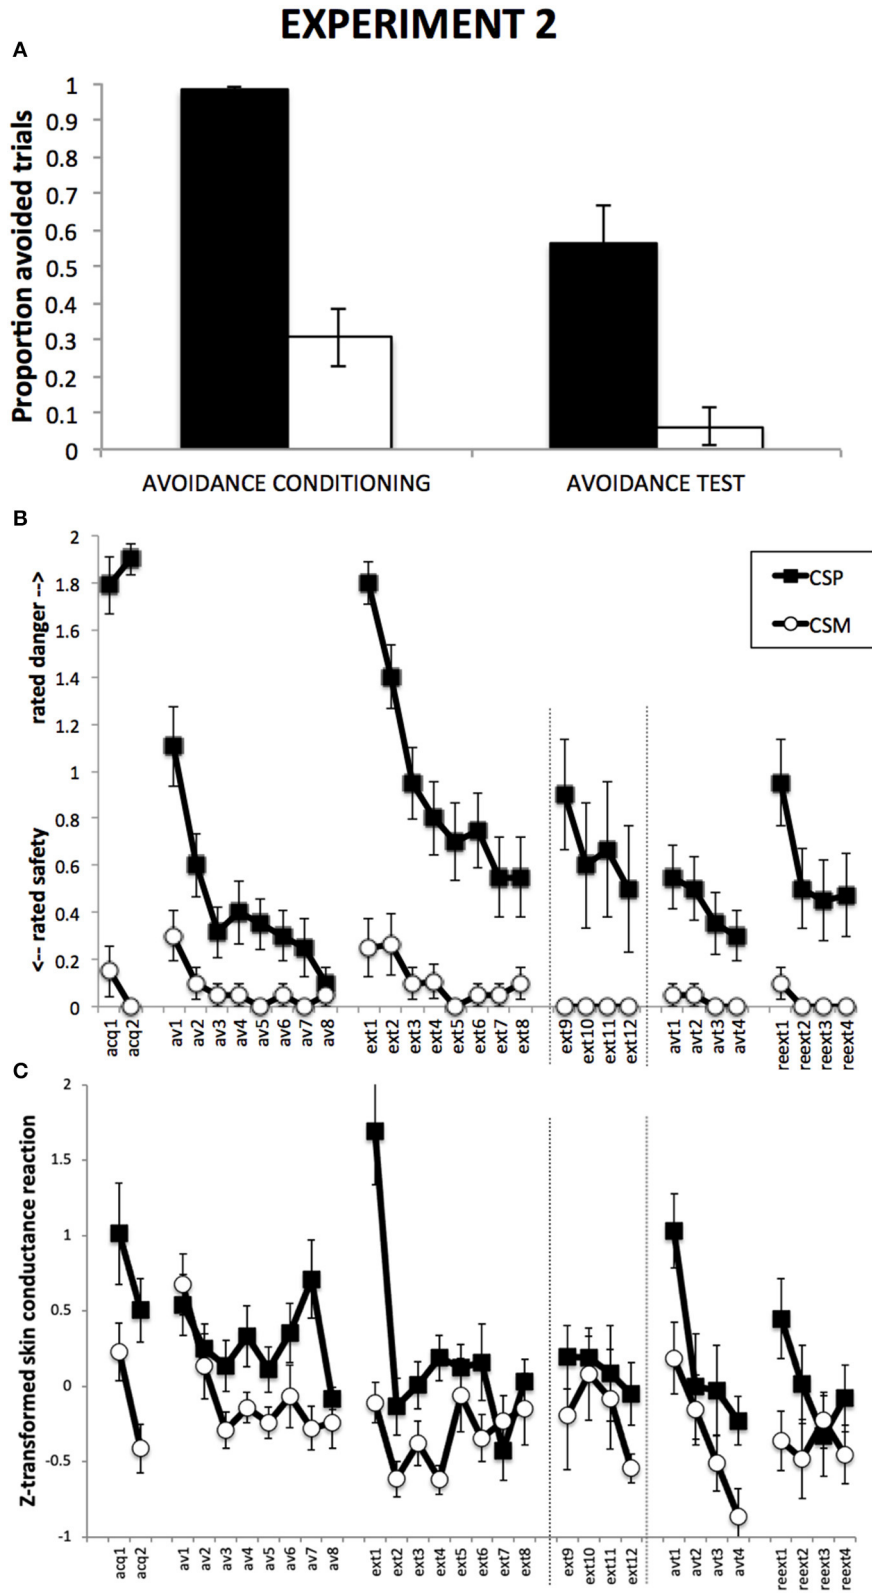 EXPERIMENT 2
A
Proportion avoided trials
1
0.9
0.8
0.7
0.6
0.5
0.4
0.3
0.2
0.1
0
AVOIDANCE CONDITIONING
AVOIDANCE TEST
B
<-- rated safety
rated danger -->
2
1.8
1.6
1.4
1.2
1
0.8
0.6
0.4
0.2
0
CSP
CSM
acq1
acq2
av1
av2
av3
av4
av5
av6
av7
av8
ext1
ext2
ext3
ext4
ext5
ext6
ext7
ext8
ext9
ext10
ext11
ext12
avt1
avt2
avt3
avt4
reext1
reext2
reext3
reext4
C
Z-transformed skin conductance reaction
2
1.5
1
0.5
0
-0.5
-1
acq1
acq2
av1
av2
av3
av4
av5
av6
av7
av8
ext1
ext2
ext3
ext4
ext5
ext6
ext7
ext8
ext9
ext10
ext11
ext12
avt1
avt2
avt3
avt4
reext1
reext2
reext3
reext4